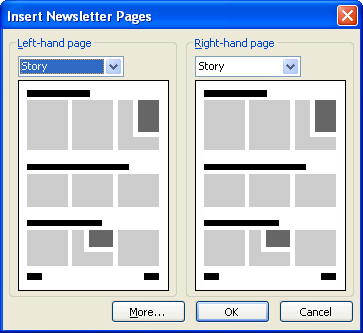 Insert Newsletter Pages
Left-hand page
Right-hand page
Story
Story
More...
OK
Cancel